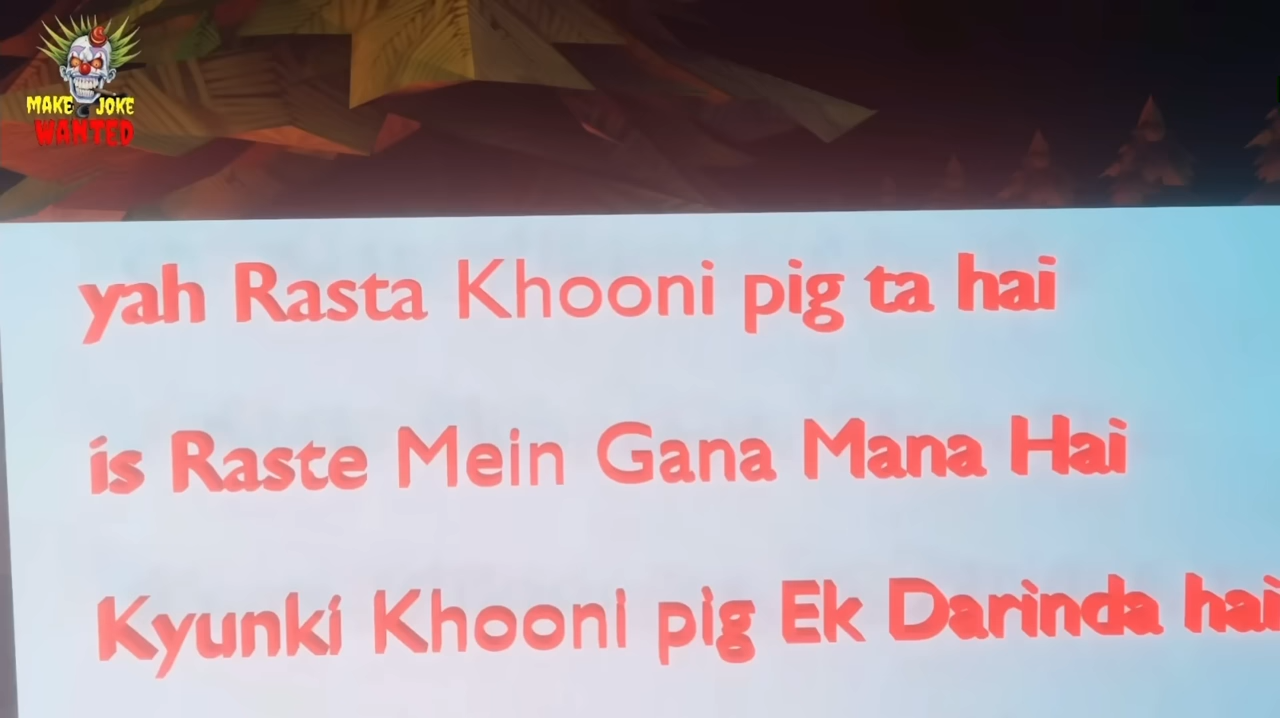 MAKE JOKE
WANTED
yah Rasta Khooni pig ta hai
is Raste Mein Gana Mana Hai
Kyunki Khooni pig Ek Darinda hai